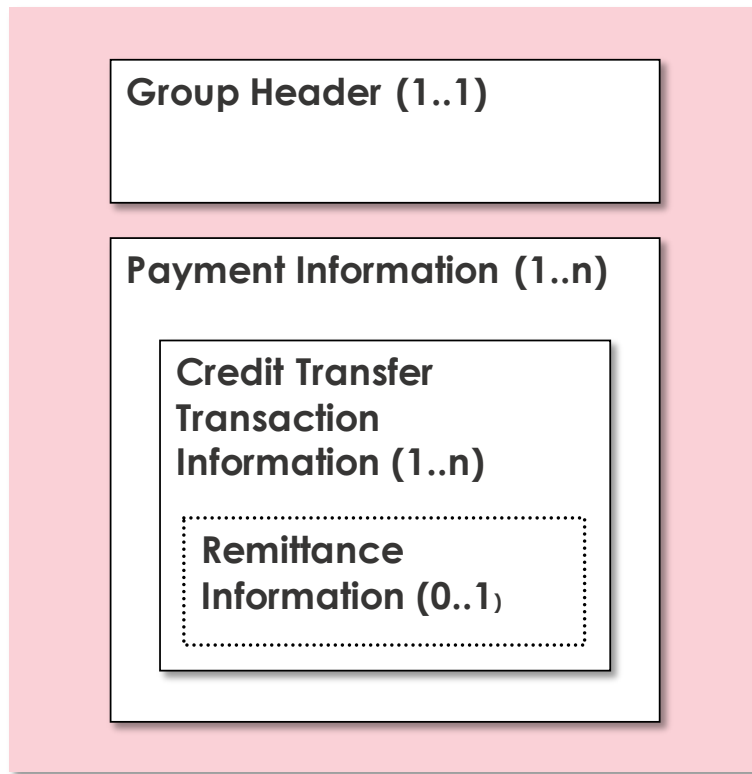 Group Header (1..1)
Payment Information (1..n)
Credit Transfer
Transaction
Information (1..n)
Remittance
Information (0..1)